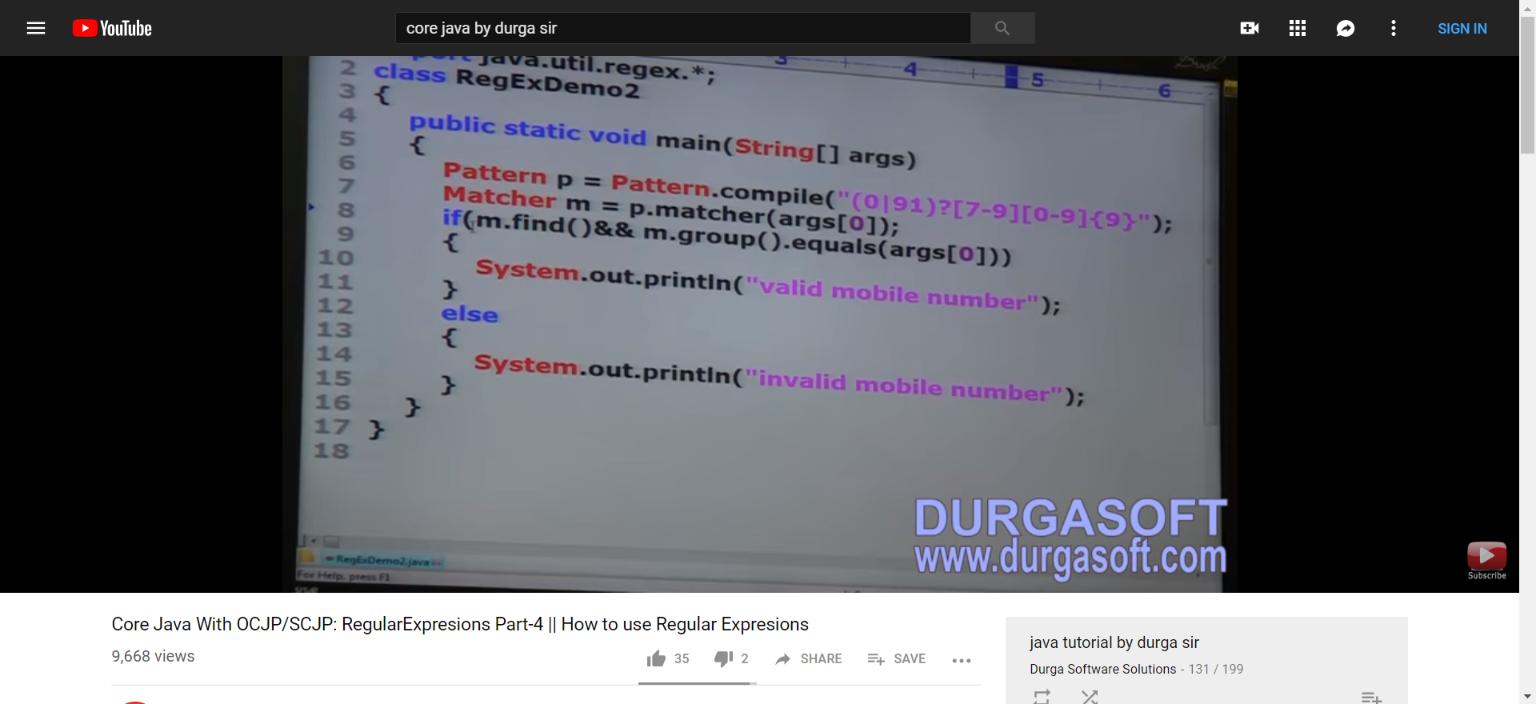 YouTube
core java by durga sir
SIGN IN
3 4 5 6
2 java.util.regex.*;
3 class RegExDemo2
4 {
5 public static void main(String[] args)
6 {
7 Pattern p = Pattern.compile("(0|91)?[7-9][0-9]{9}");
8 Matcher m = p.matcher(args[0]);
9 if(m.find()&& m.group().equals(args[0]))
10 {
11 System.out.println("valid mobile number");
12 }
13 else
14 {
15 System.out.println("invalid mobile number");
16 }
17 }
18 }
RegExDemo2.java
For Help, press F1
DURGASOFT
www.durgasoft.com
Subscribe
Core Java With OCJP/SCJP: RegularExpresions Part-4 || How to use Regular Expresions
9,668 views
35 2 SHARE SAVE
java tutorial by durga sir
Durga Software Solutions - 131 / 199